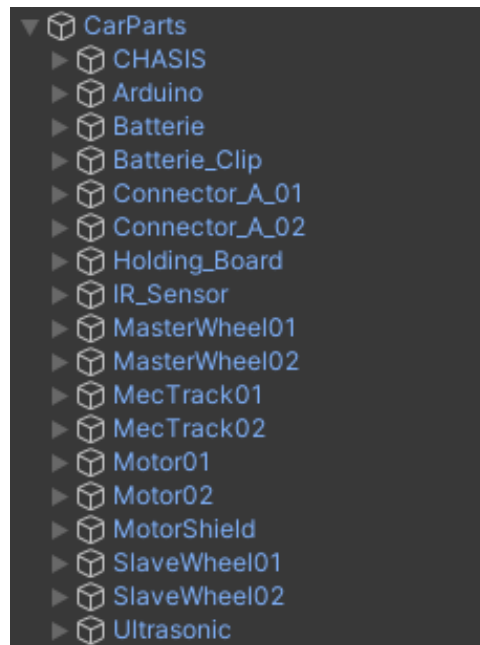 CarParts
CHASIS
Arduino
Batterie
Batterie_Clip
Connector_A_01
Connector_A_02
Holding_Board
IR_Sensor
MasterWheel01
MasterWheel02
MecTrack01
MecTrack02
Motor01
Motor02
MotorShield
SlaveWheel01
SlaveWheel02
Ultrasonic